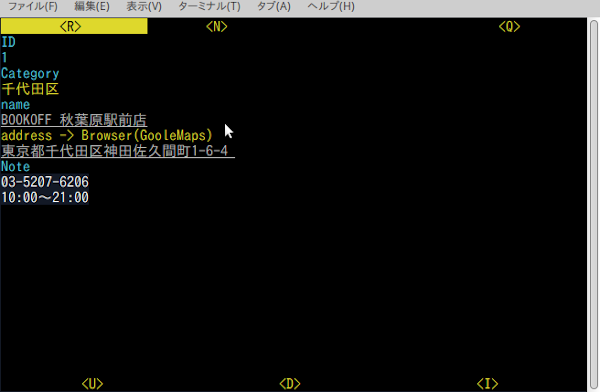 ファイル(F) 編集(E) 表示(V) ターミナル(T) タブ(A) ヘルプ(H)
<R> <N> <Q>
ID
1
Category
千代田区
name
BOOKOFF 秋葉原駅前店
address -> Browser(GooleMaps)
東京都千代田区神田佐久間町1-6-4
Note
03-5207-6206
10:00～21:00
<U> <D> <I>